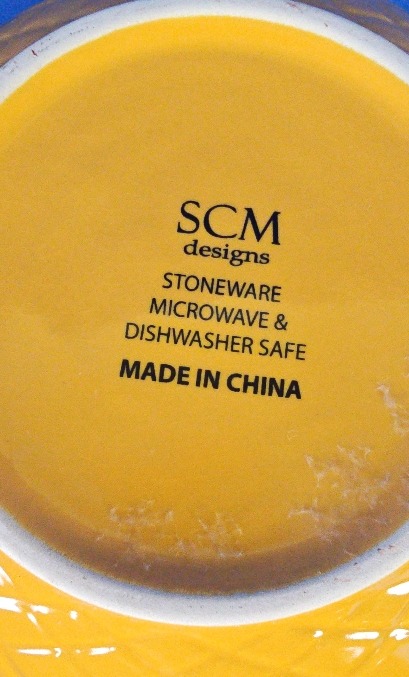 SCM
designs
STONEWARE
MICROWAVE &
DISHWASHER SAFE
MADE IN CHINA